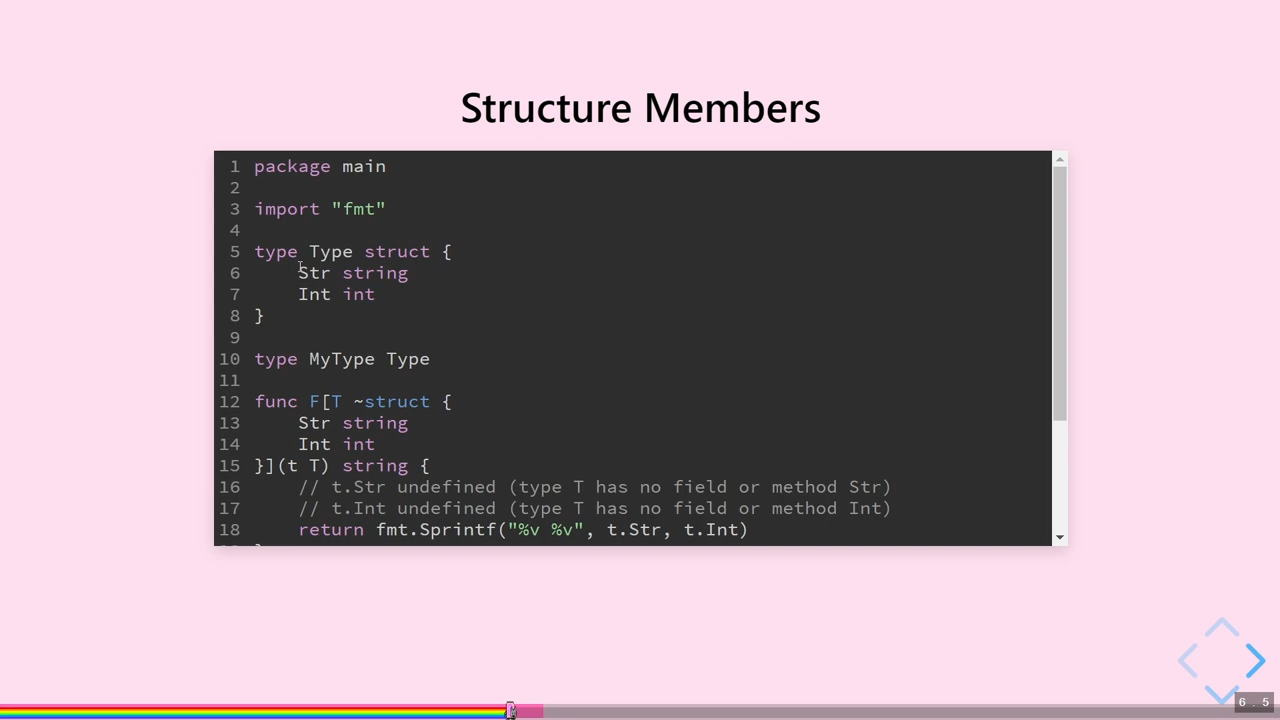 Structure Members
1 package main
2
3 import "fmt"
4
5 type Type struct {
6     Str string
7     Int int
8 }
9
10 type MyType Type
11
12 func F[T ~struct {
13     Str string
14     Int int
15 }](t T) string {
16     // t.Str undefined (type T has no field or method Str)
17     // t.Int undefined (type T has no field or method Int)
18     return fmt.Sprintf("%v %v", t.Str, t.Int)
6 . 5